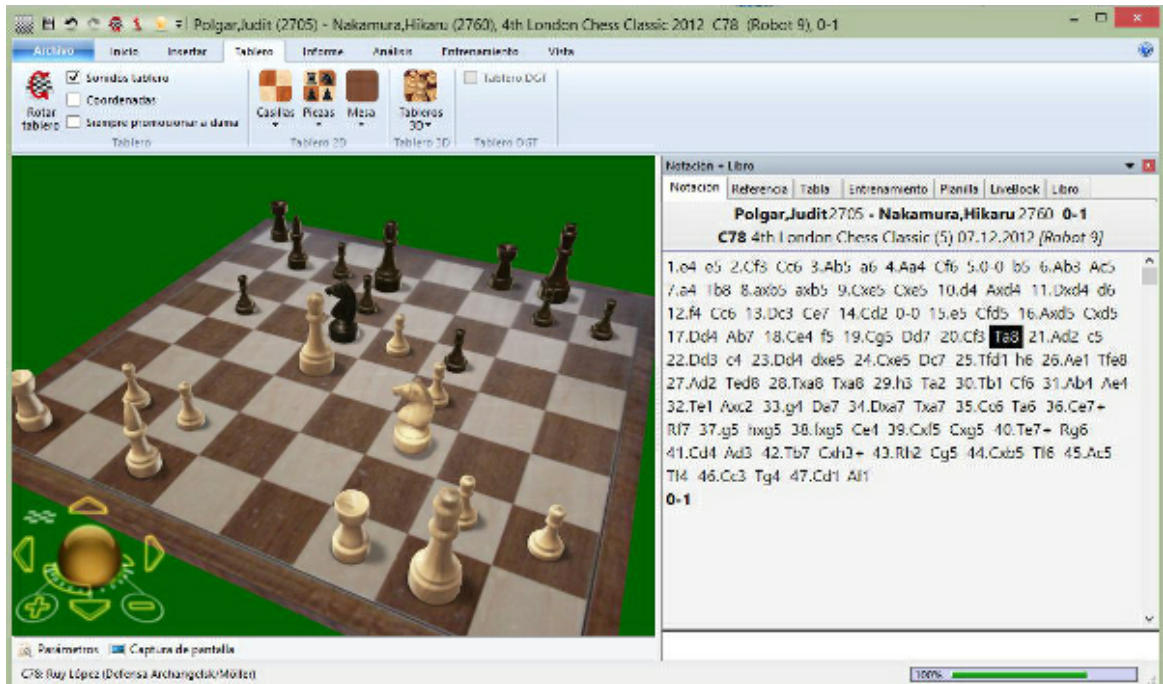 Polgar,Judit (2705) - Nakamura,Hikaru (2760), 4th London Chess Classic 2012 C78 (Robot 9), 0-1
Archivo Inicio Insertar Tablero Informe Análisis Entrenamiento Vista
Sonidos tablero
Coordenadas
Siempre promocionar a dama
Rotar tablero
Tablero
Casillas Piezas Mesa
Tablero 2D
Tableros 3D
Tablero 3D
Tablero DGT
Tablero DGT
Notación + Libro
Notación Referencia Tabla Entrenamiento Planilla LiveBook Libro
Polgar,Judit 2705 - Nakamura,Hikaru 2760 0-1
C78 4th London Chess Classic (5) 07.12.2012 [Robot 9]
1.e4 e5 2.Cf3 Cc6 3.Ab5 a6 4.Aa4 Cf6 5.0-0 b5 6.Ab3 Ac5
7.a4 Tb8 8.axb5 axb5 9.Cxe5 Cxe5 10.d4 Axd4 11.Dxd4 d6
12.f4 Cc6 13.Dc3 Ce7 14.Cd2 0-0 15.e5 Cfd5 16.Axd5 Cxd5
17.Dd4 Ab7 18.Ce4 f5 19.Cg5 Dd7 20.Cf3 Ta8 21.Ad2 c5
22.Dd3 c4 23.Dd4 dxe5 24.Cxe5 Dc7 25.Tfd1 h6 26.Ae1 Tfe8
27.Ad2 Ted8 28.Txa8 Txa8 29.h3 Ta2 30.Tb1 Cf6 31.Ab4 Ae4
32.Te1 Axc2 33.g4 Da7 34.Dxa7 Txa7 35.Cc6 Ta6 36.Ce7+
Rf7 37.g5 hxg5 38.fxg5 Ce4 39.Cxf5 Cxg5 40.Te7+ Rg6
41.Cd4 Ad3 42.Tb7 Cxh3+ 43.Rh2 Cg5 44.Cxb5 Tf6 45.Ac5
Tf4 46.Cc3 Tg4 47.Cd1 Af1
0-1
Parámetros Captura de pantalla
C78: Ruy López (Defensa Archangelsk/Möller)
100%